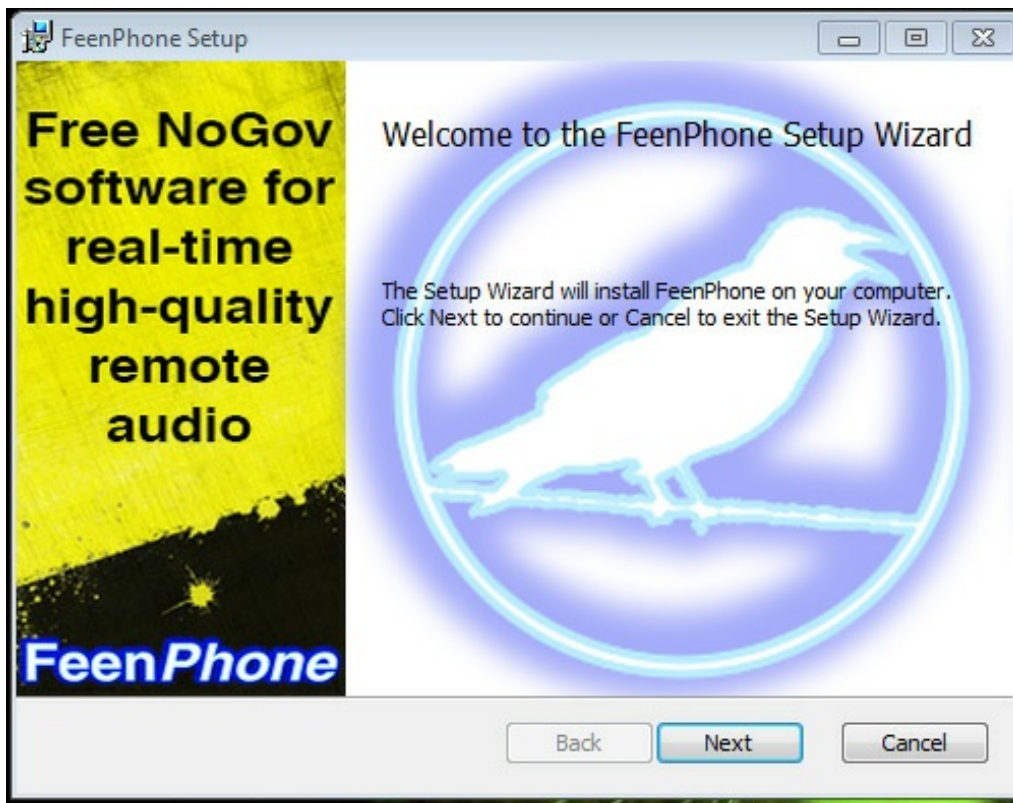 FeenPhone Setup
Free NoGov
software for
real-time
high-quality
remote
audio
FeenPhone
Welcome to the FeenPhone Setup Wizard
The Setup Wizard will install FeenPhone on your computer.
Click Next to continue or Cancel to exit the Setup Wizard.
Back
Next
Cancel